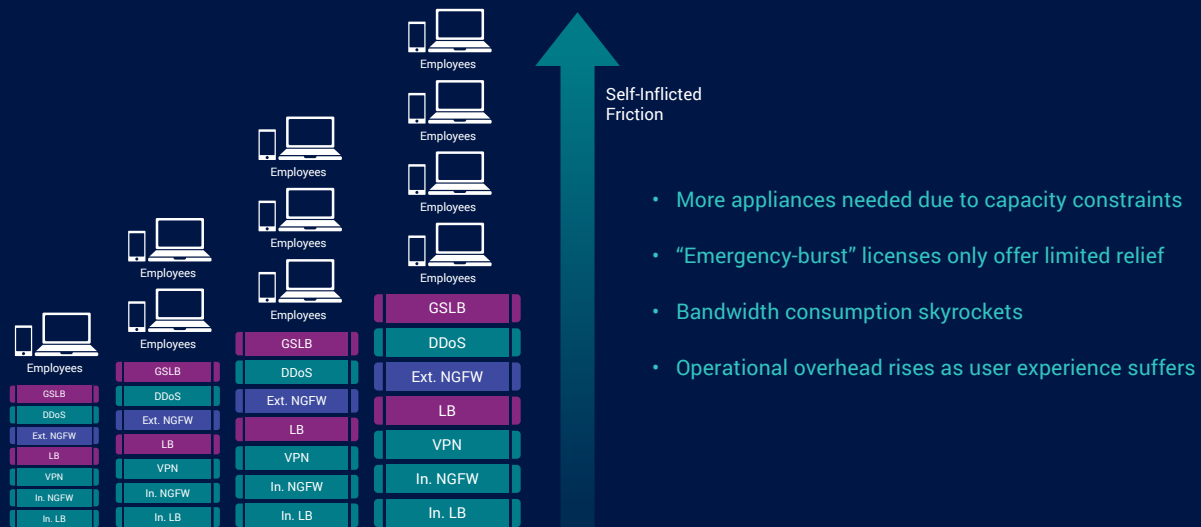 Employees
GSLB
DDoS
Ext. NGFW
LB
VPN
In. NGFW
In. LB
Employees
Employees
GSLB
DDoS
Ext. NGFW
LB
VPN
In. NGFW
In. LB
Employees
Employees
Employees
GSLB
DDoS
Ext. NGFW
LB
VPN
In. NGFW
In. LB
Employees
Employees
Employees
Employees
GSLB
DDoS
Ext. NGFW
LB
VPN
In. NGFW
In. LB
Self-Inflicted
Friction
• More appliances needed due to capacity constraints
• “Emergency-burst” licenses only offer limited relief
• Bandwidth consumption skyrockets
• Operational overhead rises as user experience suffers